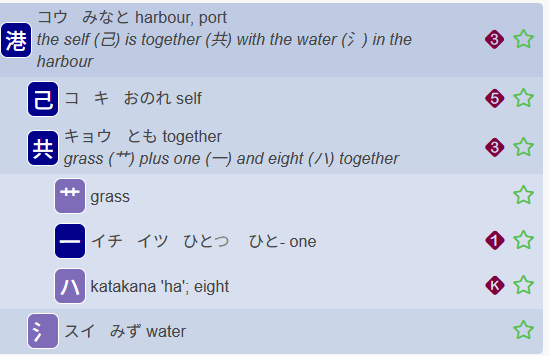 港 コウ みなと harbour, port
the self (己) is together (共) with the water (氵) in the
harbour
3
己 コ キ おのれ self
5
共 キョウ とも together
grass (艹) plus one (一) and eight (ハ) together
3
艹 grass
一 イチ イツ ひとつ ひと- one
1
ハ katakana 'ha'; eight
K
氵 スイ みず water